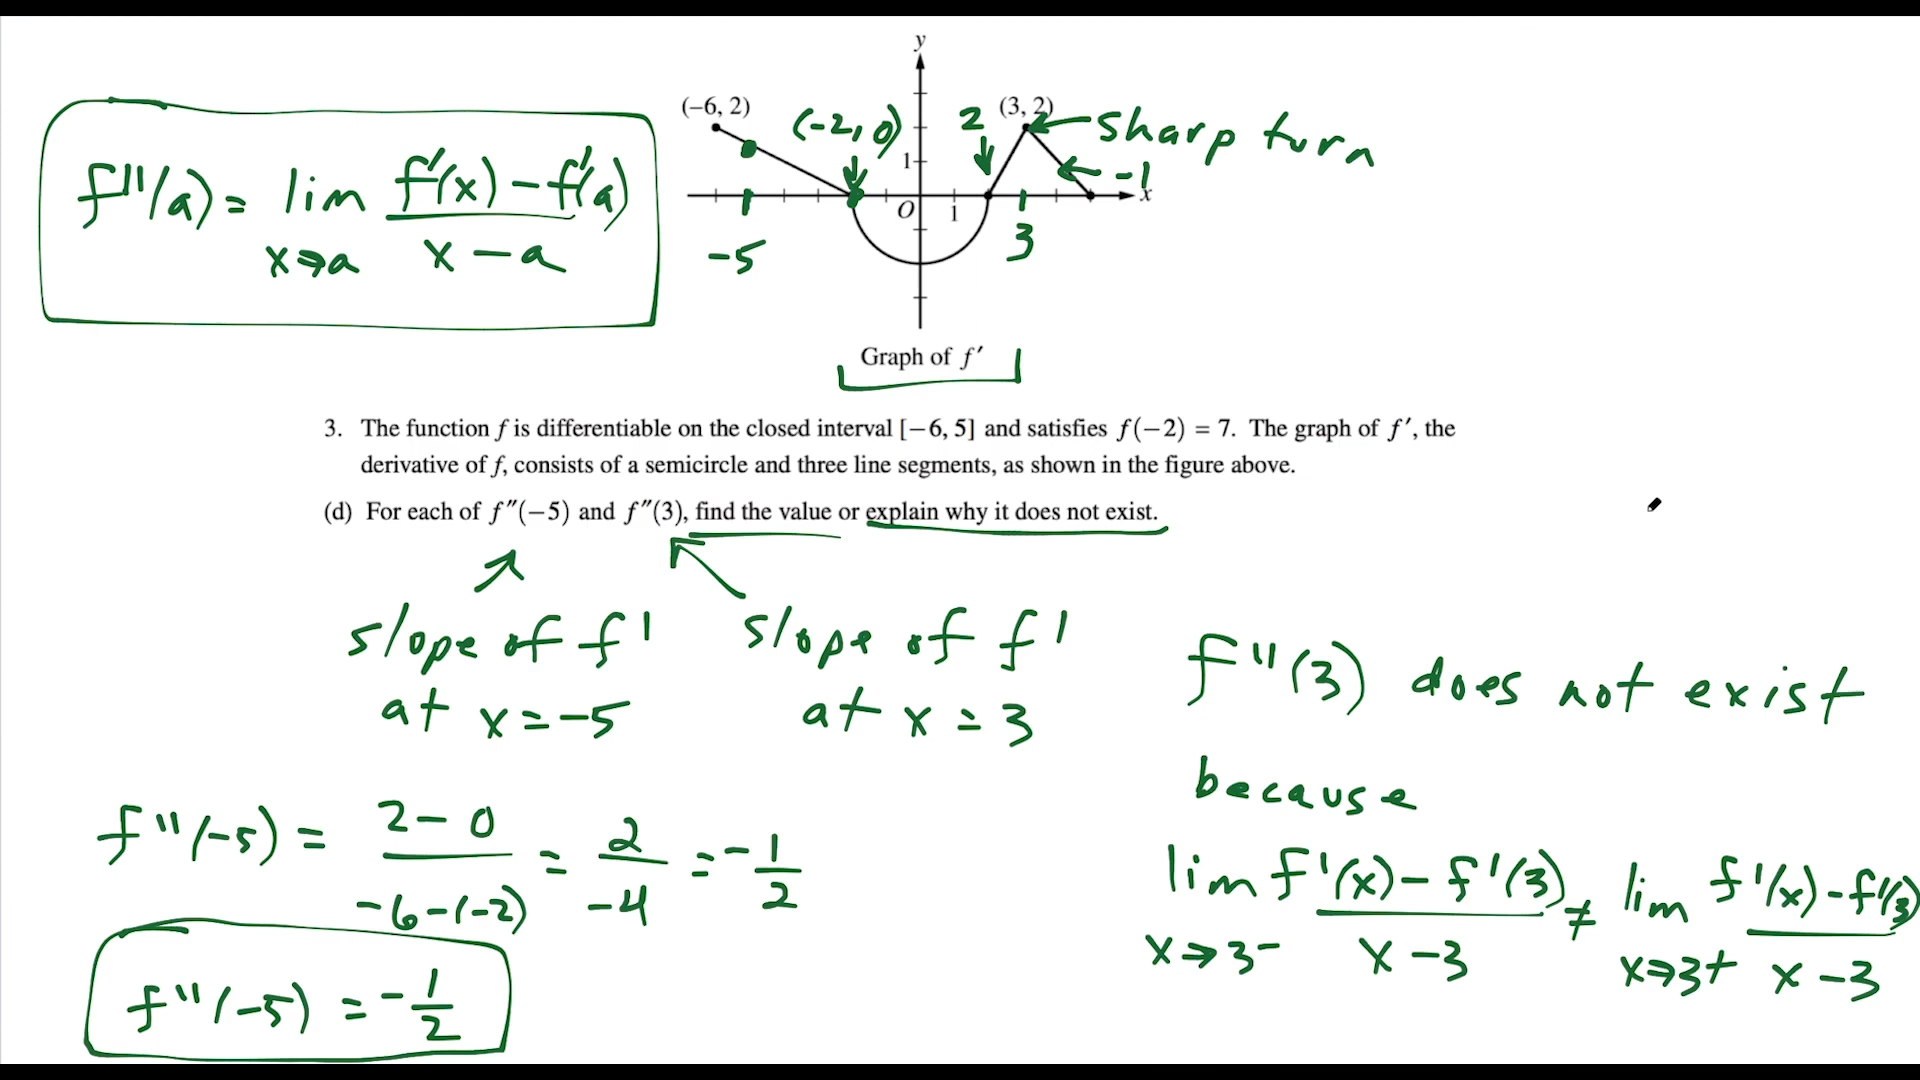 y
(−6, 2)
(-2, 0)
2
(3, 2)
sharp turn
1
-1
x
O
1
-5
3
Graph of f′
f''(a) = lim f'(x) - f'(a)
x→a x - a
3. The function f is differentiable on the closed interval [−6, 5] and satisfies f(−2) = 7. The graph of f′, the
derivative of f, consists of a semicircle and three line segments, as shown in the figure above.
(d) For each of f″(−5) and f″(3), find the value or explain why it does not exist.
slope of f'
at x = -5
slope of f'
at x = 3
f''(-5) = 2 - 0 = 2 = - 1
-6-(-2) -4 2
f''(-5) = - 1
2
f''(3) does not exist
because
lim f'(x) - f'(3) ≠ lim f'(x) - f'(3)
x→3- x - 3 x→3+ x - 3